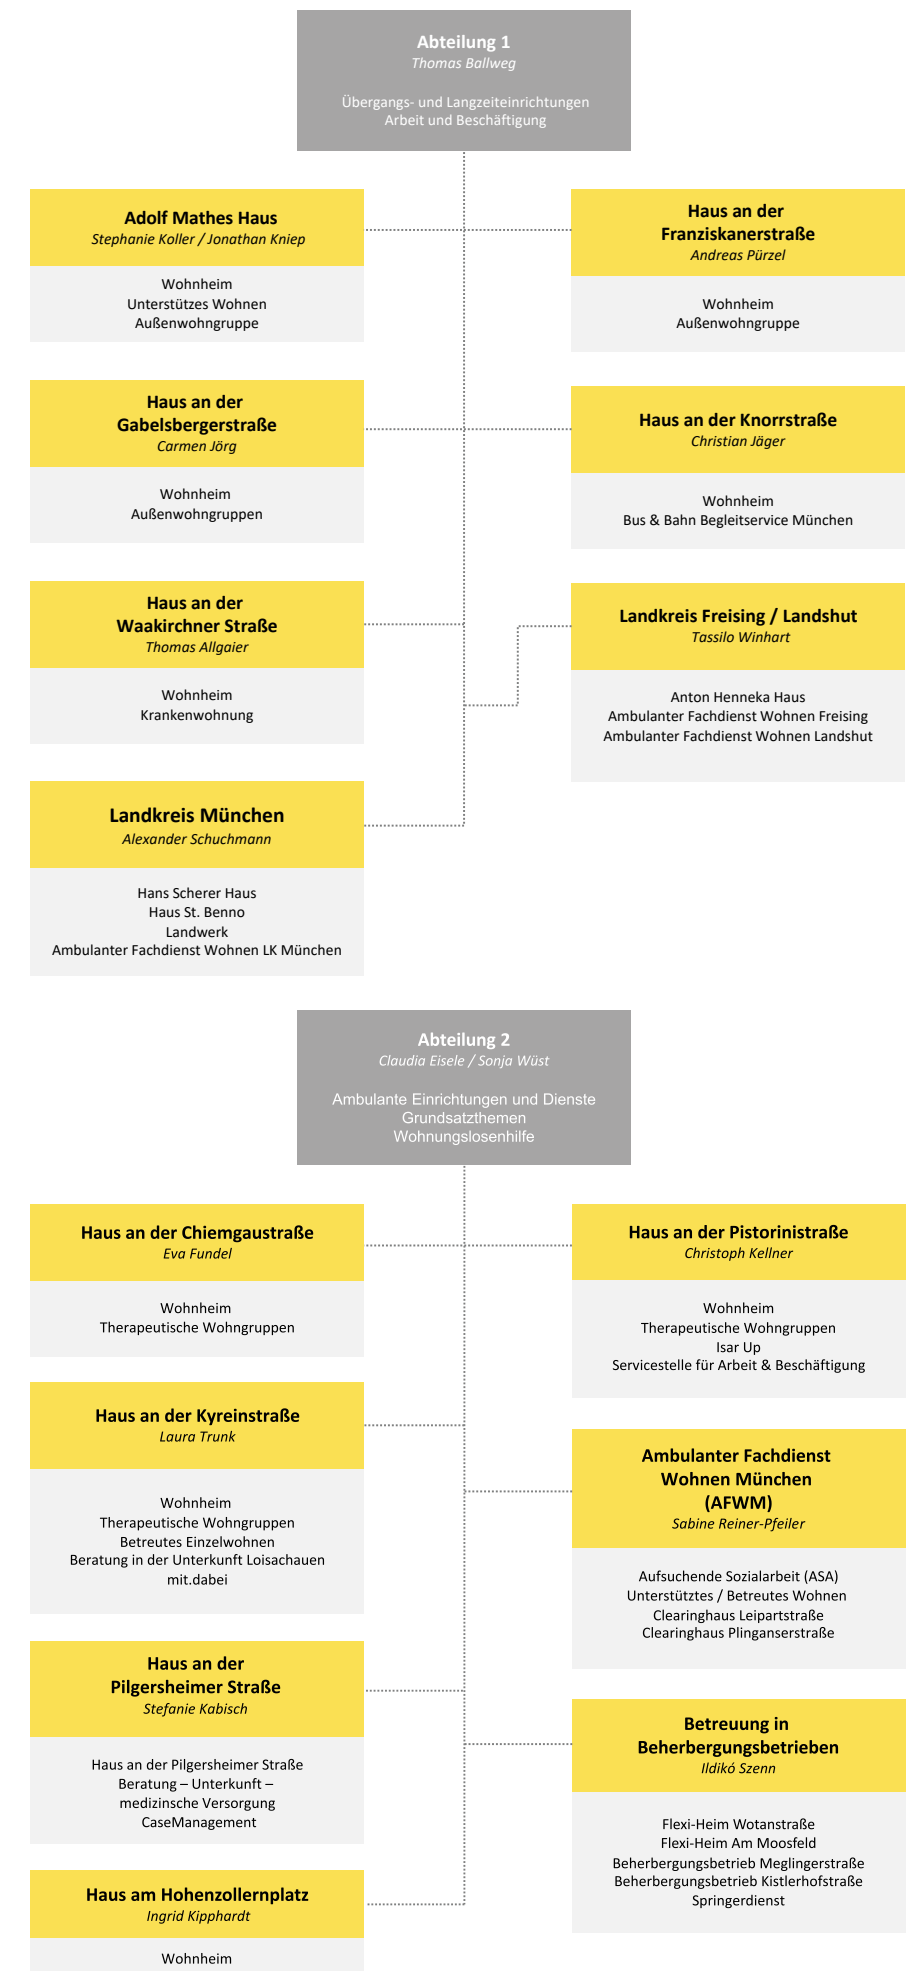 Abteilung 1
Thomas Ballweg
Übergangs- und Langzeiteinrichtungen
Arbeit und Beschäftigung
Adolf Mathes Haus
Stephanie Koller / Jonathan Kniep
Wohnheim
Unterstützes Wohnen
Außenwohngruppe
Haus an der
Franziskanerstraße
Andreas Pürzel
Wohnheim
Außenwohngruppe
Haus an der
Gabelsbergerstraße
Carmen Jörg
Wohnheim
Außenwohngruppen
Haus an der Knorrstraße
Christian Jäger
Wohnheim
Bus & Bahn Begleitservice München
Haus an der
Waakirchner Straße
Thomas Allgaier
Wohnheim
Krankenwohnung
Landkreis Freising / Landshut
Tassilo Winhart
Anton Henneka Haus
Ambulanter Fachdienst Wohnen Freising
Ambulanter Fachdienst Wohnen Landshut
Landkreis München
Alexander Schuchmann
Hans Scherer Haus
Haus St. Benno
Landwerk
Ambulanter Fachdienst Wohnen LK München
Abteilung 2
Claudia Eisele / Sonja Wüst
Ambulante Einrichtungen und Dienste
Grundsatzthemen
Wohnungslosenhilfe
Haus an der Chiemgaustraße
Eva Fundel
Wohnheim
Therapeutische Wohngruppen
Haus an der Pistorinistraße
Christoph Kellner
Wohnheim
Therapeutische Wohngruppen
Isar Up
Servicestelle für Arbeit & Beschäftigung
Haus an der Kyreinstraße
Laura Trunk
Wohnheim
Therapeutische Wohngruppen
Betreutes Einzelwohnen
Beratung in der Unterkunft Loisachauen
mit.dabei
Ambulanter Fachdienst
Wohnen München
(AFWM)
Sabine Reiner-Pfeiler
Aufsuchende Sozialarbeit (ASA)
Unterstütztes / Betreutes Wohnen
Clearinghaus Leipartstraße
Clearinghaus Plinganserstraße
Haus an der
Pilgersheimer Straße
Stefanie Kabisch
Haus an der Pilgersheimer Straße
Beratung – Unterkunft –
medizinsche Versorgung
CaseManagement
Betreuung in
Beherbergungsbetrieben
Ildikó Szenn
Flexi-Heim Wotanstraße
Flexi-Heim Am Moosfeld
Beherbergungsbetrieb Meglingerstraße
Beherbergungsbetrieb Kistlerhofstraße
Springerdienst
Haus am Hohenzollernplatz
Ingrid Kipphardt
Wohnheim